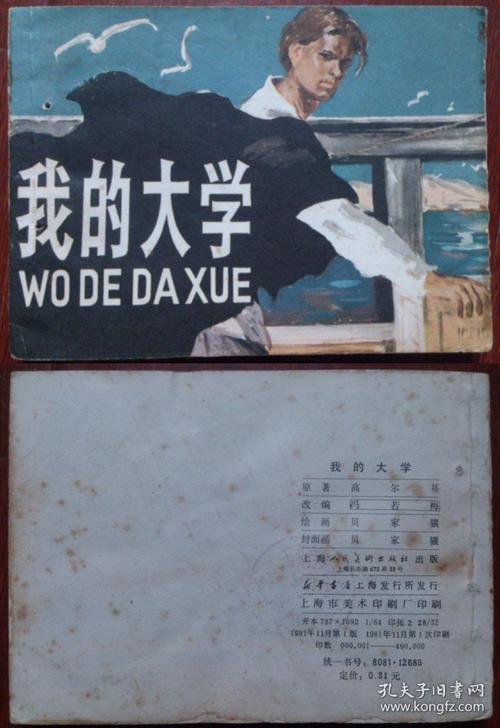 我的大学
WO DE DA XUE
我的大学
原著 高尔基
改编 冯若梅
绘画 贝家骧
封面画 贝家骧
上海人民美术出版社出版
上海长乐路672弄33号
新华书店上海发行所发行
上海市美术印刷厂印刷
开本 787×1092 1/64 印张 2 28/32
1981年11月第1版 1981年11月第1次印刷
印数 000,001—490,000
统一书号：8081·12685
定价：0.31元
孔夫子旧书网
www.kongfz.com